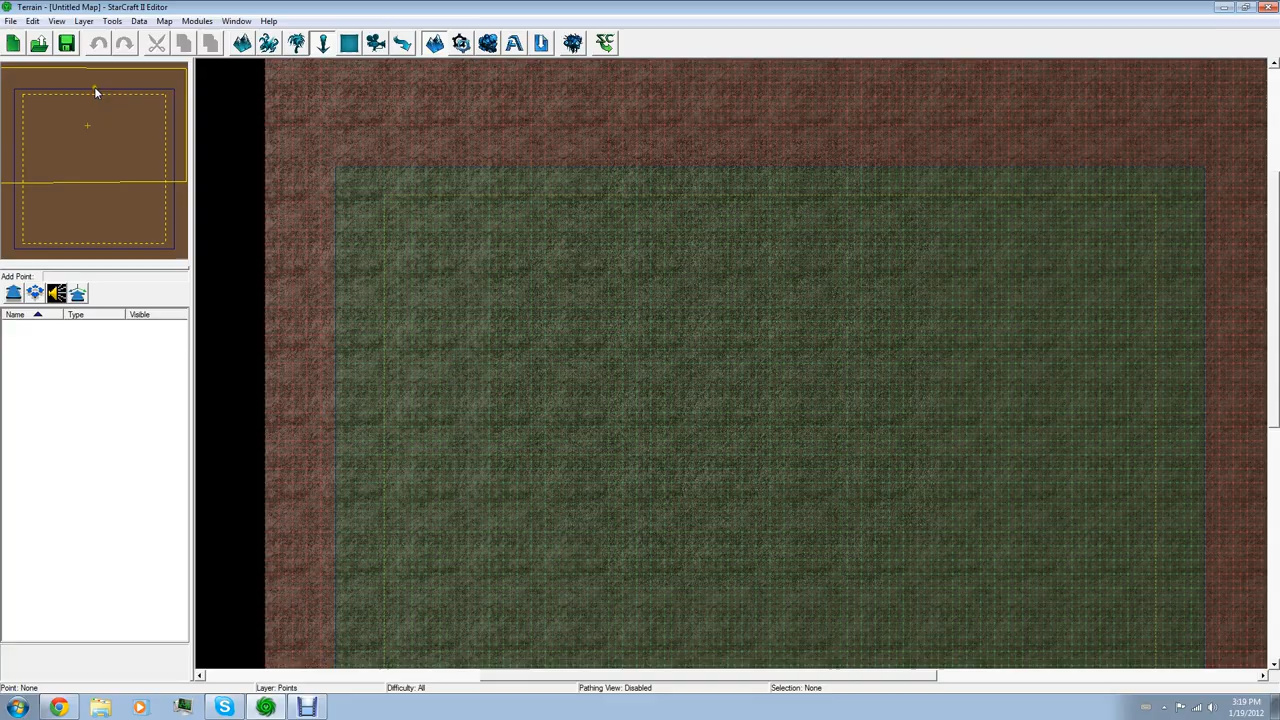 Terrain - [Untitled Map] - StarCraft II Editor
File Edit View Layer Tools Data Map Modules Window Help
Add Point:
Name Type Visible
Point: None Layer: Points Difficulty: All Pathing View: Disabled Selection: None
3:19 PM
1/19/2012